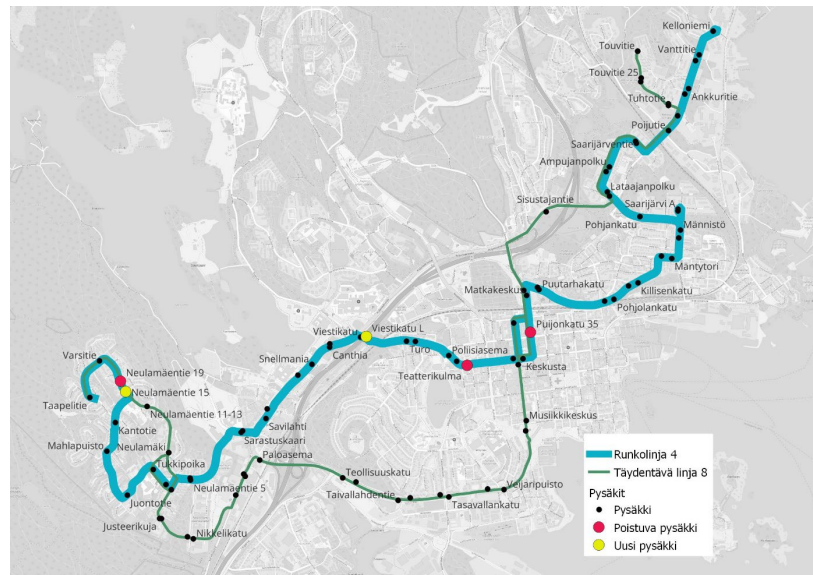 Kelloniemi
Touvitie
Vanttitie
Touvitie 25
Ankkuritie
Tuhtotie
Poijutie
Saarijärventie
Ampujanpolku
Lataajanpolku
Sisustajantie
Saarijärvi A
Pohjankatu
Männistö
Mäntytori
Matkakeskus
Puutarhakatu
Killisenkatu
Pohjolankatu
Viestikatu
Viestikatu L
Puijonkatu 35
Canthia
Turo
Poliisiasema
Snellmania
Teatterikulma
Keskusta
Varsitie
Neulamäentie 19
Neulamäentie 15
Taapelitie
Neulamäentie 11-13
Savilahti
Musiikkikeskus
Kantotie
Sarastuskaari
Mahlapuisto
Neulamäki
Paloasema
Tukkipoika
Teollisuuskatu
Neulamäentie 5
Veljäripuisto
Juontotie
Taivallahdentie
Tasavallankatu
Justeerikuja
Nikkelikatu
Runkolinja 4
Täydentävä linja 8
Pysäkit
Pysäkki
Poistuva pysäkki
Uusi pysäkki